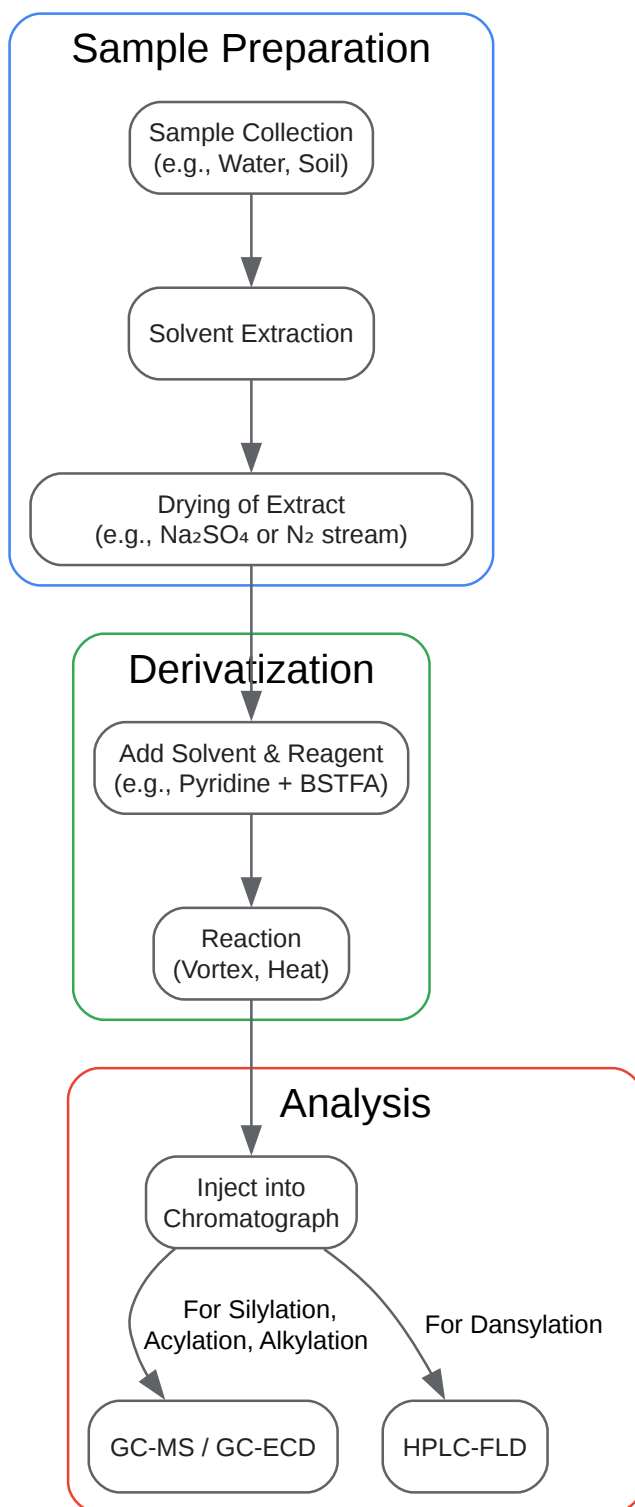 Sample Preparation
Sample Collection
(e.g., Water, Soil)
Solvent Extraction
Drying of Extract
(e.g., Na₂SO₄ or N₂ stream)
Derivatization
Add Solvent & Reagent
(e.g., Pyridine + BSTFA)
Reaction
(Vortex, Heat)
Analysis
Inject into
Chromatograph
For Silylation,
Acylation, Alkylation
For Dansylation
GC-MS / GC-ECD
HPLC-FLD